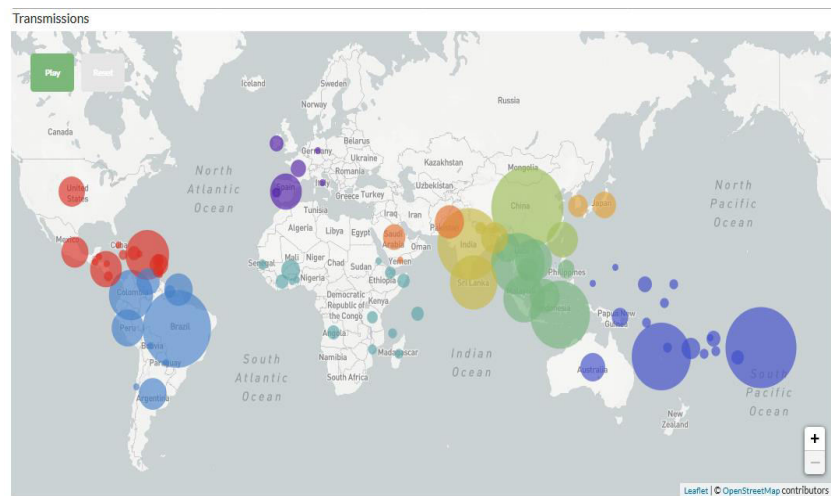 Transmissions
Play
Reset
Iceland
Sweden
Norway
Russia
Canada
Belarus
Germany
Ukraine
Kazakhstan
Mongolia
Romania
North
Atlantic
Ocean
United
States
Spain
Greece Turkey
Uzbekistan
China
Japan
North
Pacific
Ocean
Tunisia
Iraq Iran
Algeria Libya Egypt
Saudi
Arabia
Pakistan
Oman
India
Mexico
Cuba
Mali Niger
Chad Sudan
Yemen
Senegal
Nigeria
Ethiopia
Sri Lanka
Philippines
Colombia
Democratic
Republic of
the Congo
Kenya
Papua New
Guinea
Peru
Brazil
Angola
Bolivia
Paraguay
Namibia
Madagascar
South
Atlantic
Ocean
Indian
Ocean
Australia
South Africa
Argentina
South
Pacific
Ocean
New
Zealand
+
−
Leaflet | © OpenStreetMap contributors